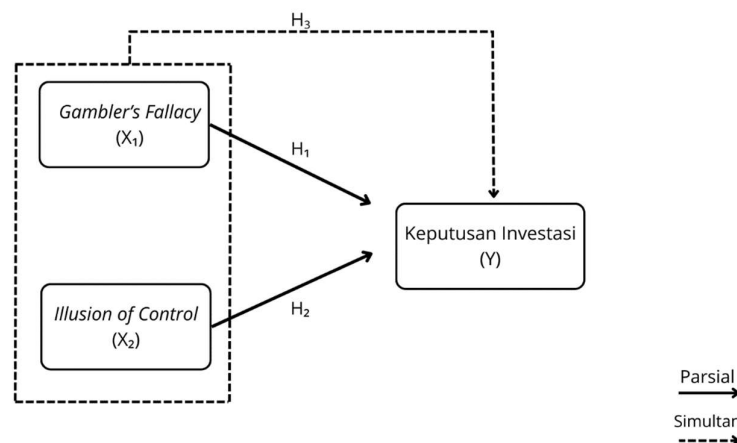 H₃
Gambler's Fallacy
(X₁)
H₁
Keputusan Investasi
(Y)
Illusion of Control
(X₂)
H₂
Parsial
Simultan